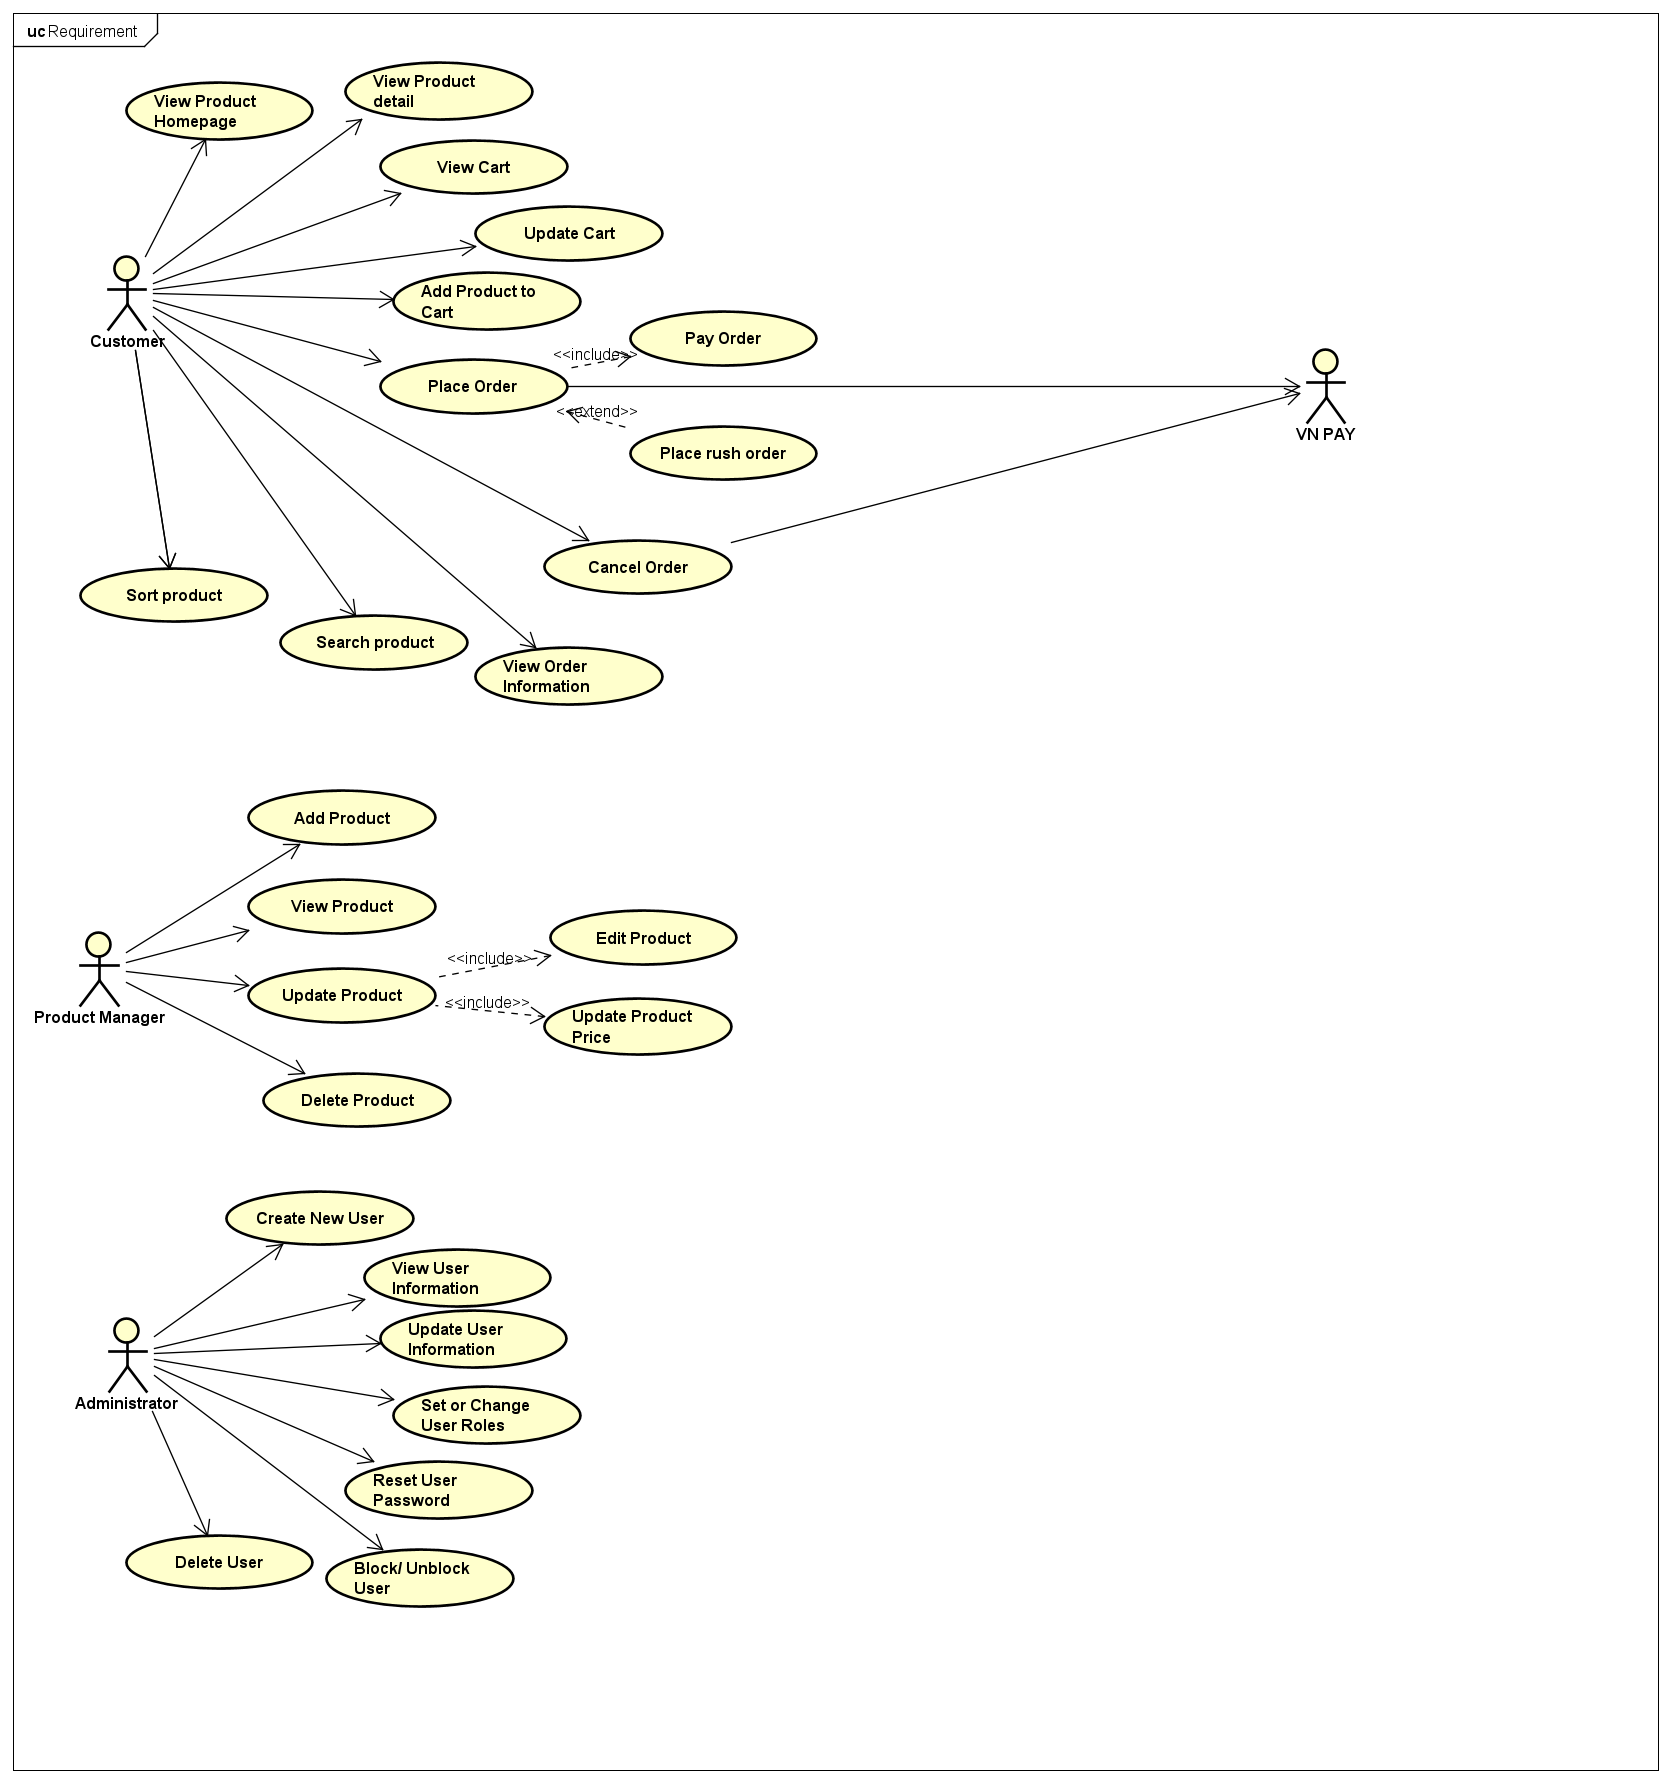 uc Requirement
View Product
detail
View Product
Homepage
View Cart
Update Cart
Add Product to
Cart
Customer
Pay Order
<<include>>
Place Order
<<extend>>
VN PAY
Place rush order
Cancel Order
Sort product
Search product
View Order
Information
Add Product
View Product
Edit Product
<<include>>
Update Product
<<include>>
Product Manager
Update Product
Price
Delete Product
Create New User
View User
Information
Update User
Information
Administrator
Set or Change
User Roles
Reset User
Password
Delete User
Block/ Unblock
User